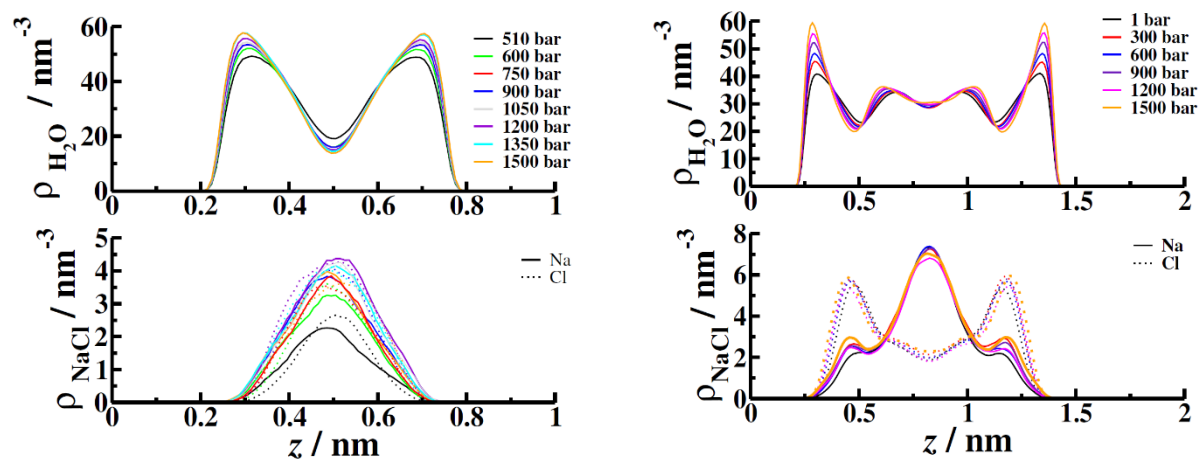 ρH₂O / nm⁻³
60
40
20
0
0
0.2
0.4
0.6
0.8
1
510 bar
600 bar
750 bar
900 bar
1050 bar
1200 bar
1350 bar
1500 bar
ρNaCl / nm⁻³
5
4
3
2
1
0
0
0.2
0.4
0.6
0.8
1
Na
Cl
z / nm
ρH₂O / nm⁻³
60
50
40
30
20
10
0
0
0.5
1
1.5
2
1 bar
300 bar
600 bar
900 bar
1200 bar
1500 bar
ρNaCl / nm⁻³
8
6
4
2
0
0
0.5
1
1.5
2
Na
Cl
z / nm